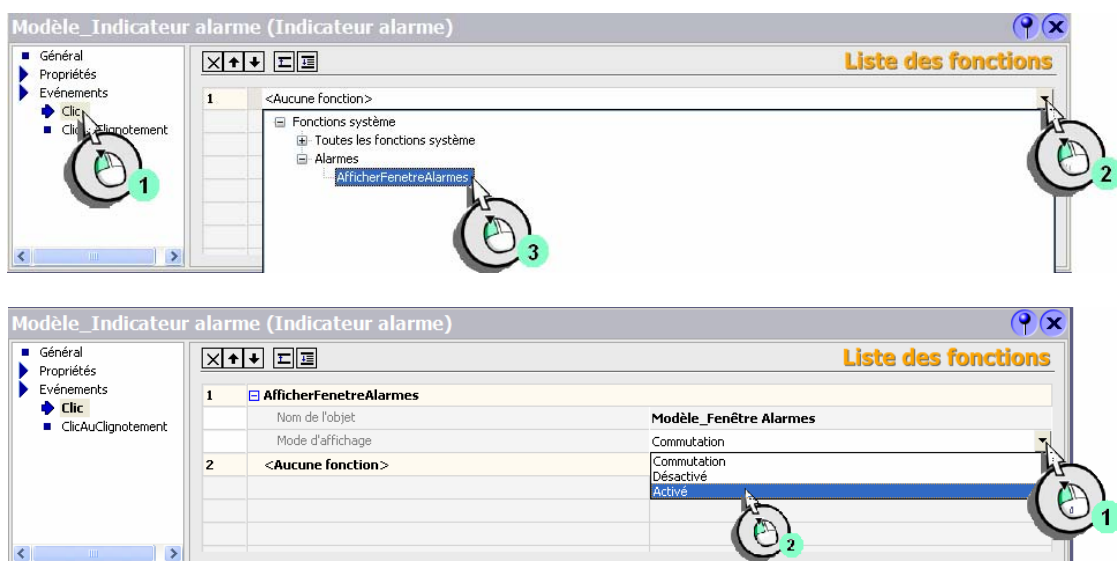 Modèle_Indicateur alarme (Indicateur alarme)
Général
Propriétés
Evénements
Clic
Clignotement
1
Liste des fonctions
1 <Aucune fonction>
Fonctions système
Toutes les fonctions système
Alarmes
AfficherFenetreAlarmes
2
3
Modèle_Indicateur alarme (Indicateur alarme)
Général
Propriétés
Evénements
Clic
ClicAuClignotement
Liste des fonctions
1 AfficherFenetreAlarmes
Nom de l'objet Modèle_Fenêtre Alarmes
Mode d'affichage Commutation
2 <Aucune fonction> Commutation
Désactivé
Activé
1
2